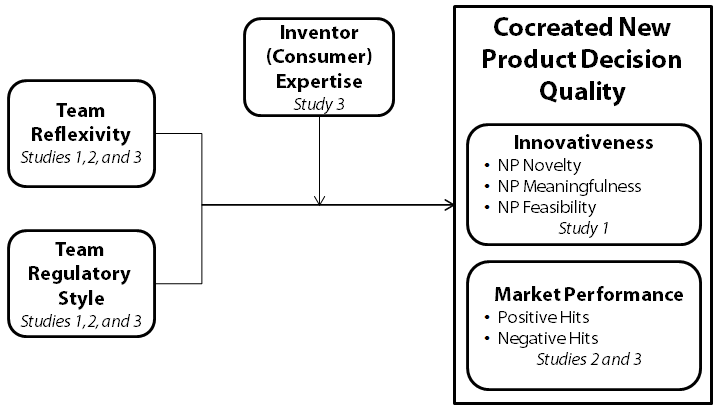 Team
Reflexivity
Studies 1, 2, and 3
Team
Regulatory
Style
Studies 1, 2, and 3
Inventor
(Consumer)
Expertise
Study 3
Cocreated New
Product Decision
Quality
Innovativeness
• NP Novelty
• NP Meaningfulness
• NP Feasibility
Study 1
Market Performance
• Positive Hits
• Negative Hits
Studies 2 and 3